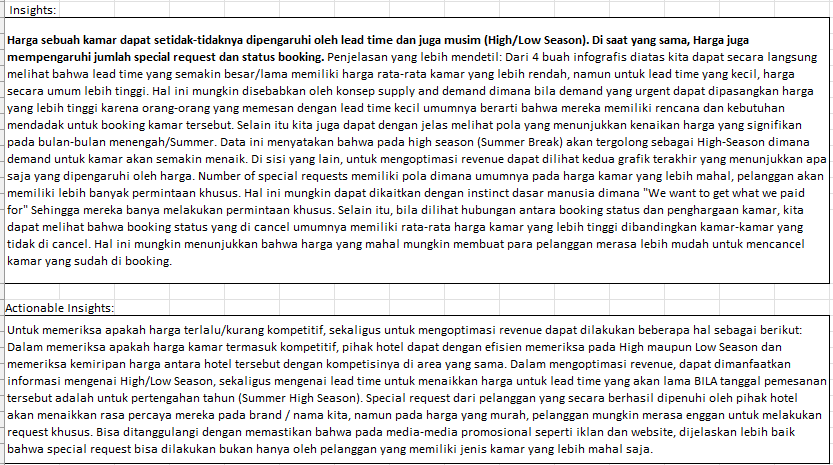 Insights:
Harga sebuah kamar dapat setidak-tidaknya dipengaruhi oleh lead time dan juga musim (High/Low Season). Di saat yang sama, Harga juga
mempengaruhi jumlah special request dan status booking. Penjelasan yang lebih mendetil: Dari 4 buah infografis diatas kita dapat secara langsung
melihat bahwa lead time yang semakin besar/lama memiliki harga rata-rata kamar yang lebih rendah, namun untuk lead time yang kecil, harga
secara umum lebih tinggi. Hal ini mungkin disebabkan oleh konsep supply and demand dimana bila demand yang urgent dapat dipasangkan harga
yang lebih tinggi karena orang-orang yang memesan dengan lead time kecil umumnya berarti bahwa mereka memiliki rencana dan kebutuhan
mendadak untuk booking kamar tersebut. Selain itu kita juga dapat dengan jelas melihat pola yang menunjukkan kenaikan harga yang signifikan
pada bulan-bulan menengah/Summer. Data ini menyatakan bahwa pada high season (Summer Break) akan tergolong sebagai High-Season dimana
demand untuk kamar akan semakin menaik. Di sisi yang lain, untuk mengoptimasi revenue dapat dilihat kedua grafik terakhir yang menunjukkan apa
saja yang dipengaruhi oleh harga. Number of special requests memiliki pola dimana umumnya pada harga kamar yang lebih mahal, pelanggan akan
memiliki lebih banyak permintaan khusus. Hal ini mungkin dapat dikaitkan dengan instinct dasar manusia dimana "We want to get what we paid
for" Sehingga mereka banya melakukan permintaan khusus. Selain itu, bila dilihat hubungan antara booking status dan penghargaan kamar, kita
dapat melihat bahwa booking status yang di cancel umumnya memiliki rata-rata harga kamar yang lebih tinggi dibandingkan kamar-kamar yang
tidak di cancel. Hal ini mungkin menunjukkan bahwa harga yang mahal mungkin membuat para pelanggan merasa lebih mudah untuk mencancel
kamar yang sudah di booking.
Actionable Insights:
Untuk memeriksa apakah harga terlalu/kurang kompetitif, sekaligus untuk mengoptimasi revenue dapat dilakukan beberapa hal sebagai berikut:
Dalam memeriksa apakah harga kamar termasuk kompetitif, pihak hotel dapat dengan efisien memeriksa pada High maupun Low Season dan
memeriksa kemiripan harga antara hotel tersebut dengan kompetisinya di area yang sama. Dalam mengoptimasi revenue, dapat dimanfaatkan
informasi mengenai High/Low Season, sekaligus mengenai lead time untuk menaikkan harga untuk lead time yang akan lama BILA tanggal pemesanan
tersebut adalah untuk pertengahan tahun (Summer High Season). Special request dari pelanggan yang secara berhasil dipenuhi oleh pihak hotel
akan menaikkan rasa percaya mereka pada brand / nama kita, namun pada harga yang murah, pelanggan mungkin merasa enggan untuk melakukan
request khusus. Bisa ditanggulangi dengan memastikan bahwa pada media-media promosional seperti iklan dan website, dijelaskan lebih baik
bahwa special request bisa dilakukan bukan hanya oleh pelanggan yang memiliki jenis kamar yang lebih mahal saja.